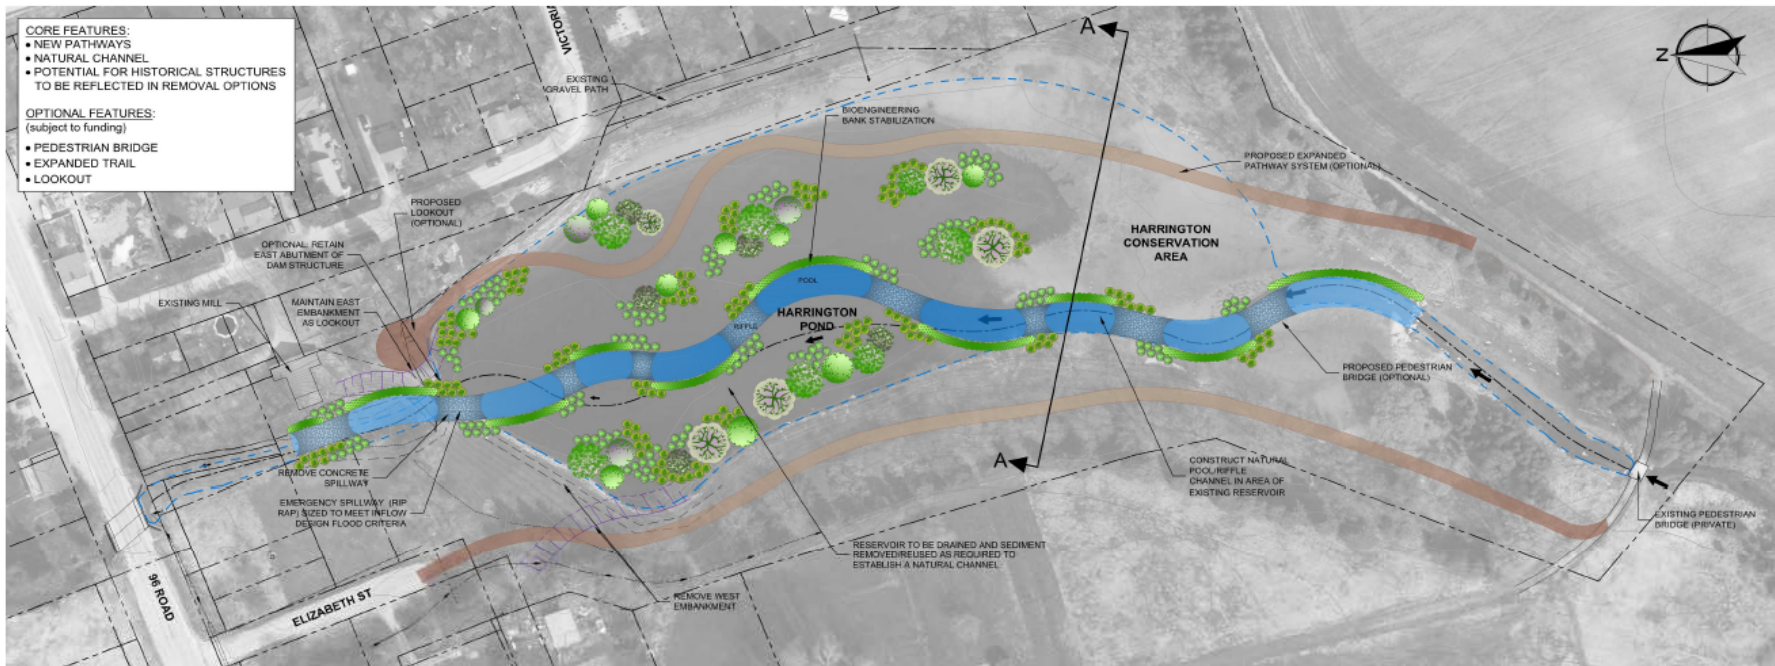 CORE FEATURES:
• NEW PATHWAYS
• NATURAL CHANNEL
• POTENTIAL FOR HISTORICAL STRUCTURES
TO BE REFLECTED IN REMOVAL OPTIONS
OPTIONAL FEATURES:
(subject to funding)
• PEDESTRIAN BRIDGE
• EXPANDED TRAIL
• LOOKOUT
VICTORIA
A
Z
EXISTING
GRAVEL PATH
BIOENGINEERING
BANK STABILIZATION
PROPOSED EXPANDED
PATHWAY SYSTEM (OPTIONAL)
PROPOSED
LOOKOUT
(OPTIONAL)
HARRINGTON
CONSERVATION
AREA
OPTIONAL: RETAIN
EAST ABUTMENT OF
DAM STRUCTURE
EXISTING MILL
MAINTAIN EAST
EMBANKMENT
AS LOOKOUT
POOL
HARRINGTON
POND
RIFFLE
PROPOSED PEDESTRIAN
BRIDGE (OPTIONAL)
A
REMOVE CONCRETE
SPILLWAY
CONSTRUCT NATURAL
POOL/RIFFLE
CHANNEL IN AREA OF
EXISTING RESERVOIR
EMERGENCY SPILLWAY (RIP
RAP) SIZED TO MEET INFLOW
DESIGN FLOOD CRITERIA
EXISTING PEDESTRIAN
BRIDGE (PRIVATE)
RESERVOIR TO BE DRAINED AND SEDIMENT
REMOVED/REUSED AS REQUIRED TO
ESTABLISH A NATURAL CHANNEL
96 ROAD
ELIZABETH ST
REMOVE WEST
EMBANKMENT